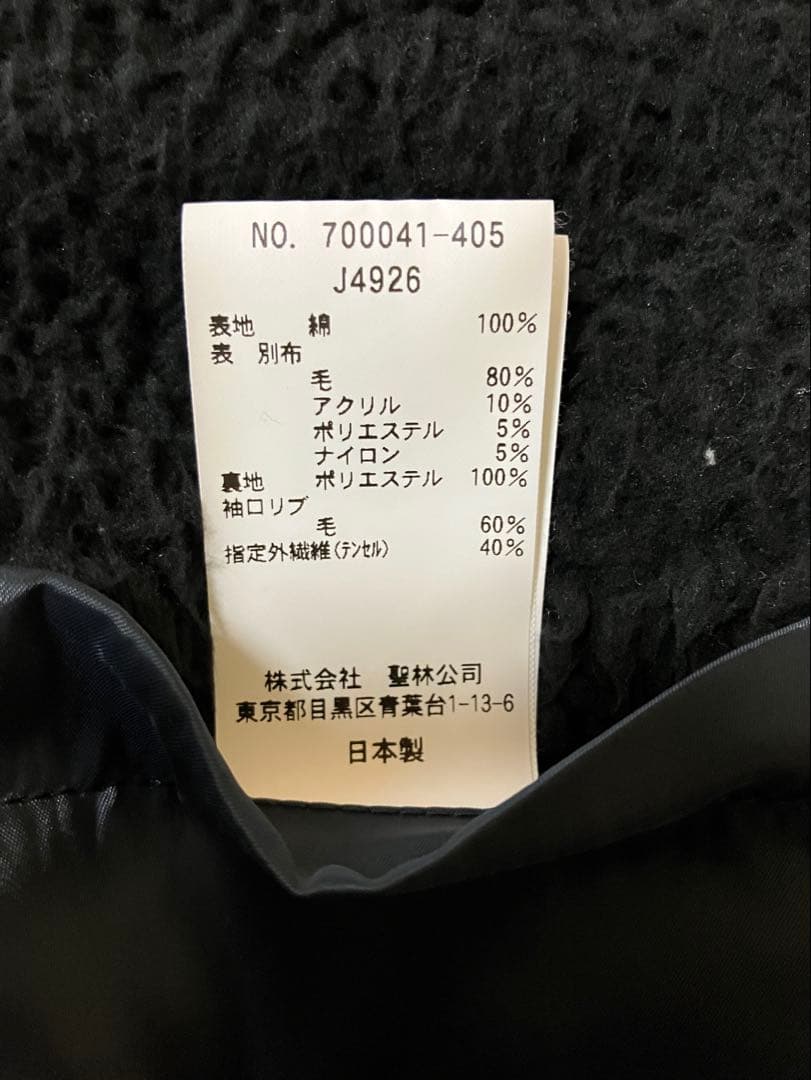 NO. 700041-405
J4926
表地 綿 100%
表 別布
毛 80%
アクリル 10%
ポリエステル 5%
ナイロン 5%
裏地 ポリエステル 100%
袖口リブ
毛 60%
指定外繊維(テンセル) 40%
株式会社 聖林公司
東京都目黒区青葉台1-13-6
日本製